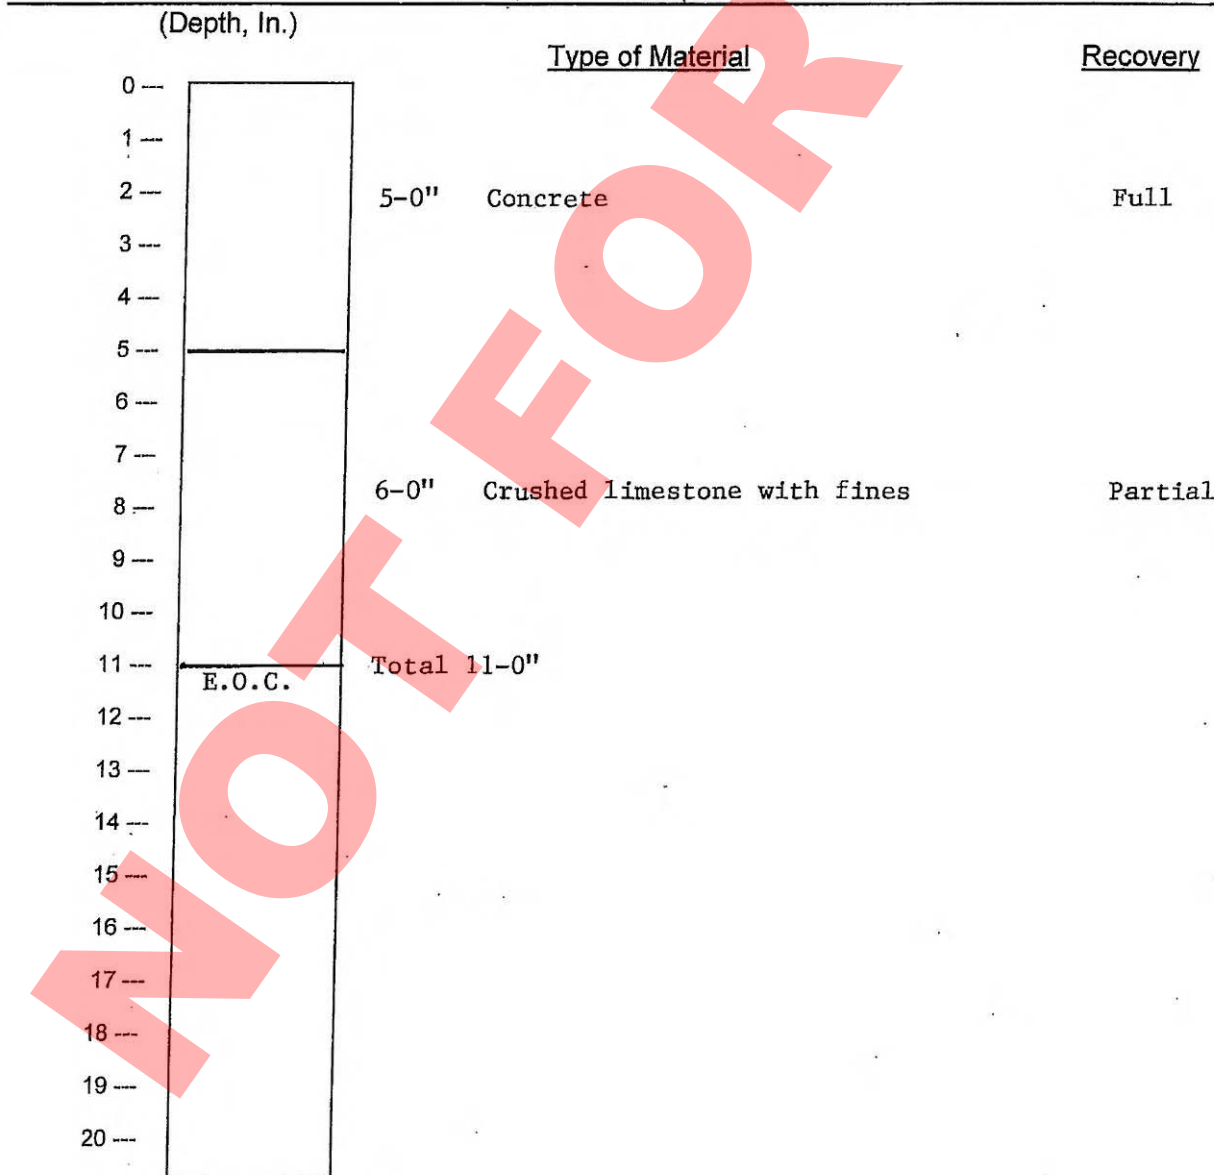 (Depth, In.)
Type of Material Recovery
0 ---
1 ---
2 ---
5-0" Concrete Full
3 ---
4 ---
5 ---
6 ---
7 ---
6-0" Crushed limestone with fines Partial
8 ---
9 ---
10 ---
11 --- Total 11-0"
E.O.C.
12 ---
13 ---
14 ---
15 ---
16 ---
17 ---
18 ---
19 ---
20 ---
NOT FOR